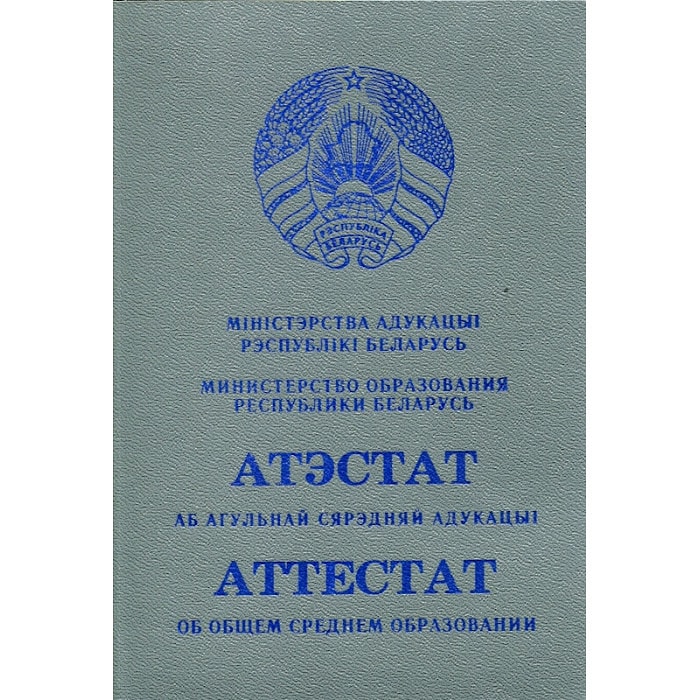 РЭСПУБЛІКА
БЕЛАРУСЬ
МІНІСТЭРСТВА АДУКАЦЫІ
РЭСПУБЛІКІ БЕЛАРУСЬ
МИНИСТЕРСТВО ОБРАЗОВАНИЯ
РЕСПУБЛИКИ БЕЛАРУСЬ
АТЭСТАТ
АБ АГУЛЬНАЙ СЯРЭДНЯЙ АДУКАЦЫІ
АТТЕСТАТ
ОБ ОБЩЕМ СРЕДНЕМ ОБРАЗОВАНИИ